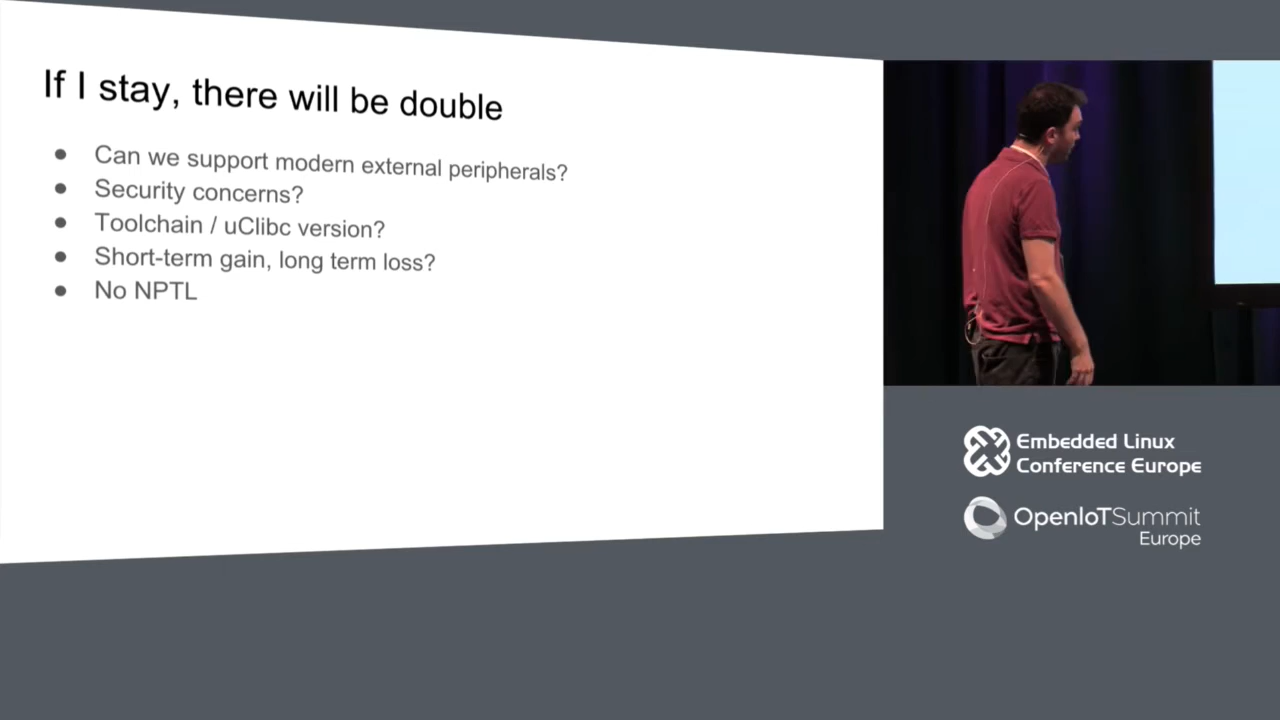 If I stay, there will be double
● Can we support modern external peripherals?
● Security concerns?
● Toolchain / uClibc version?
● Short-term gain, long term loss?
● No NPTL
Embedded Linux
Conference Europe
OpenIoTSummit
Europe